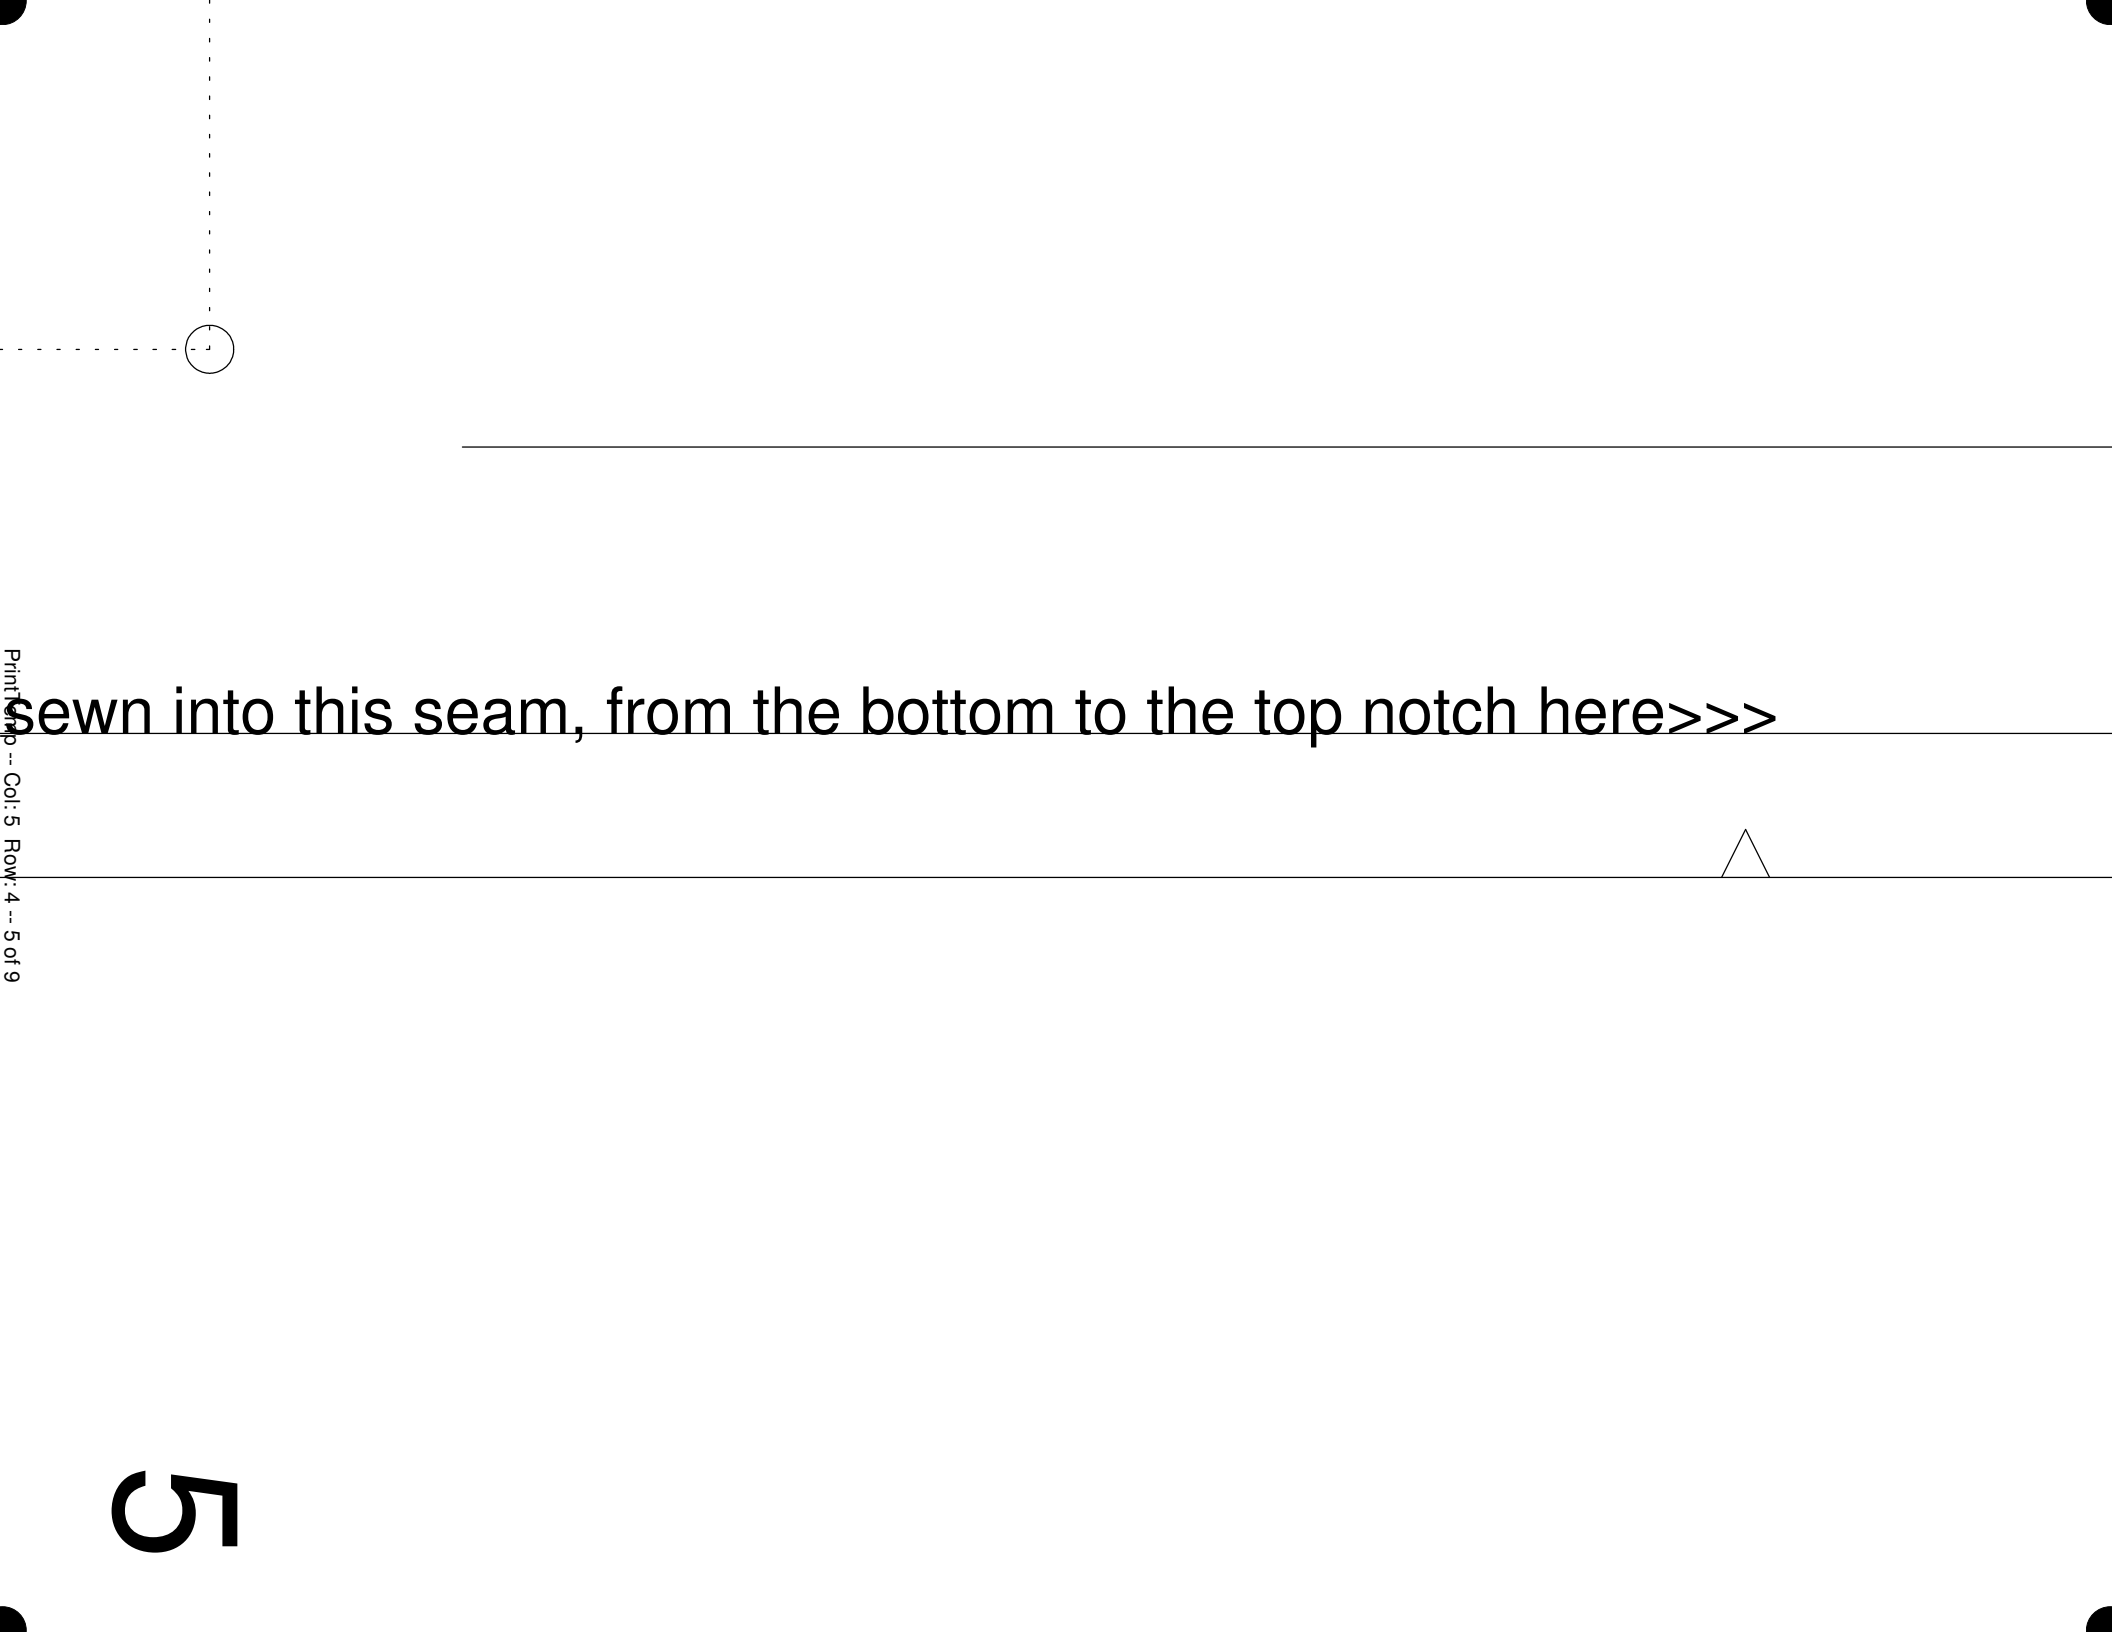 sewn into this seam, from the bottom to the top notch here>>>
PrintTemp -- Col: 5 Row: 4 -- 5 of 9
5